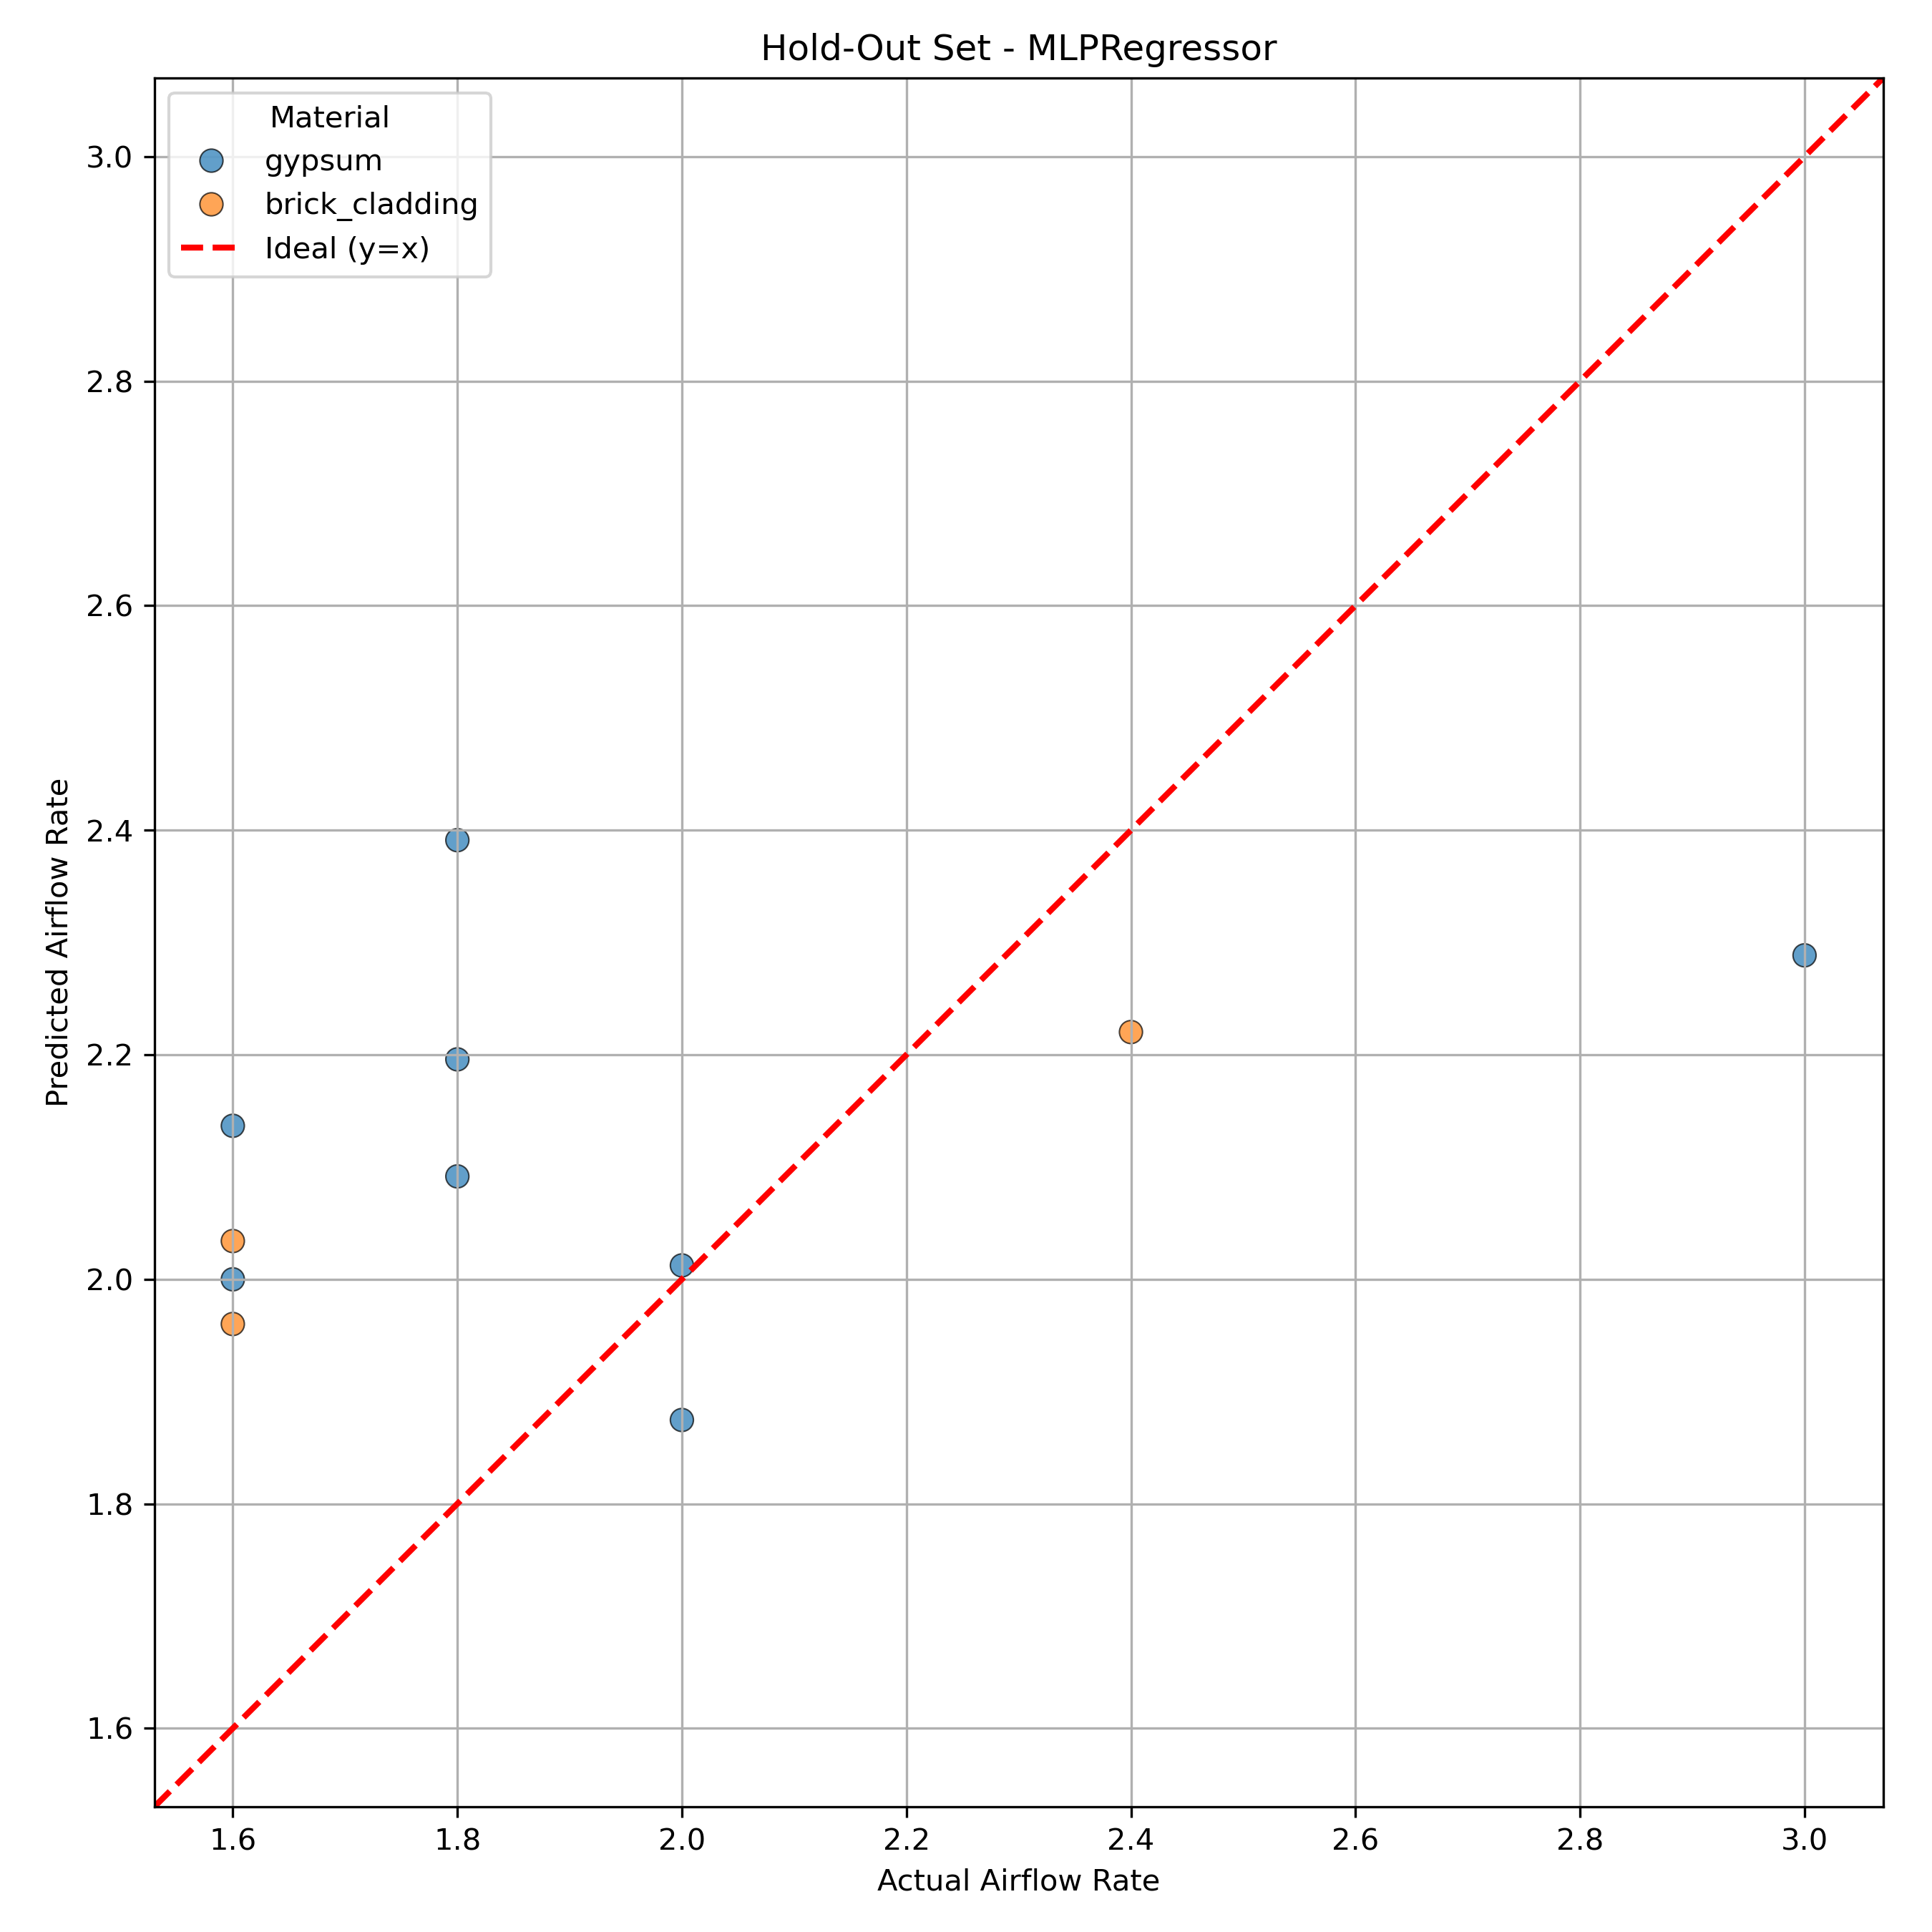 Hold-Out Set - MLPRegressor
Material
gypsum
brick_cladding
Ideal (y=x)
Predicted Airflow Rate
3.0
2.8
2.6
2.4
2.2
2.0
1.8
1.6
1.6 1.8 2.0 2.2 2.4 2.6 2.8 3.0
Actual Airflow Rate